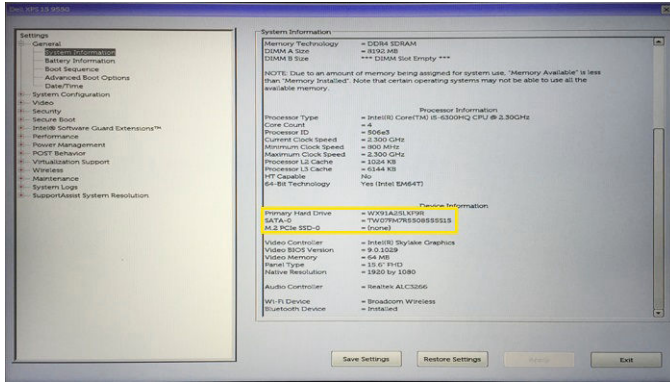 Dell XPS 15 9550
Settings
General
System Information
Battery Information
Boot Sequence
Advanced Boot Options
Date/Time
System Configuration
Video
Security
Secure Boot
Intel® Software Guard Extensions™
Performance
Power Management
POST Behavior
Virtualization Support
Wireless
Maintenance
System Logs
SupportAssist System Resolution
System Information
Memory Technology = DDR4 SDRAM
DIMM A Size = 8192 MB
DIMM B Size *** DIMM Slot Empty ***
NOTE: Due to an amount of memory being assigned for system use, "Memory Available" is less
than "Memory Installed". Note that certain operating systems may not be able to use all the
available memory.
Processor Information
Processor Type = Intel(R) Core(TM) i5-6300HQ CPU @ 2.30GHz
Core Count = 4
Processor ID = 506e3
Current Clock Speed = 2.300 GHz
Minimum Clock Speed = 800 MHz
Maximum Clock Speed = 2.300 GHz
Processor L2 Cache = 1024 KB
Processor L3 Cache = 6144 KB
HT Capable No
64-Bit Technology Yes (Intel EM64T)
Device Information
Primary Hard Drive = WX91A25LKF9R
SATA-0
M.2 PCIe SSD-0 = (none)
Video Controller = Intel(R) Skylake Graphics
Video BIOS Version = 9.0.1029
Video Memory = 64 MB
Panel Type = 15.6" FHD
Native Resolution = 1920 by 1080
Audio Controller = Realtek ALC3266
Wi-Fi Device = Broadcom Wireless
Bluetooth Device = Installed
Save Settings Restore Settings Apply Exit